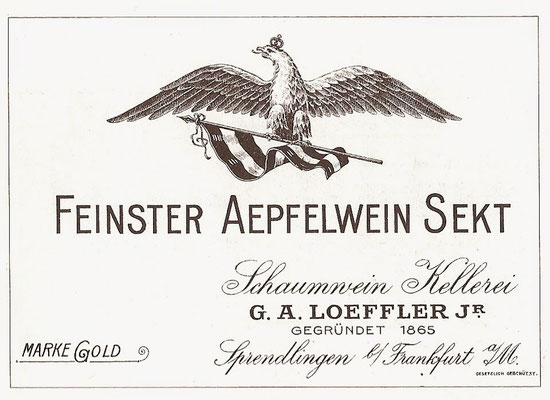 FEINSTER AEPFELWEIN SEKT
Schaumwein Kellerei
G. A. LOEFFLER JR
GEGRÜNDET 1865
MARKE GOLD
Sprendlingen b/ Frankfurt a/M.
GESETZLICH GESCHÜTZT.